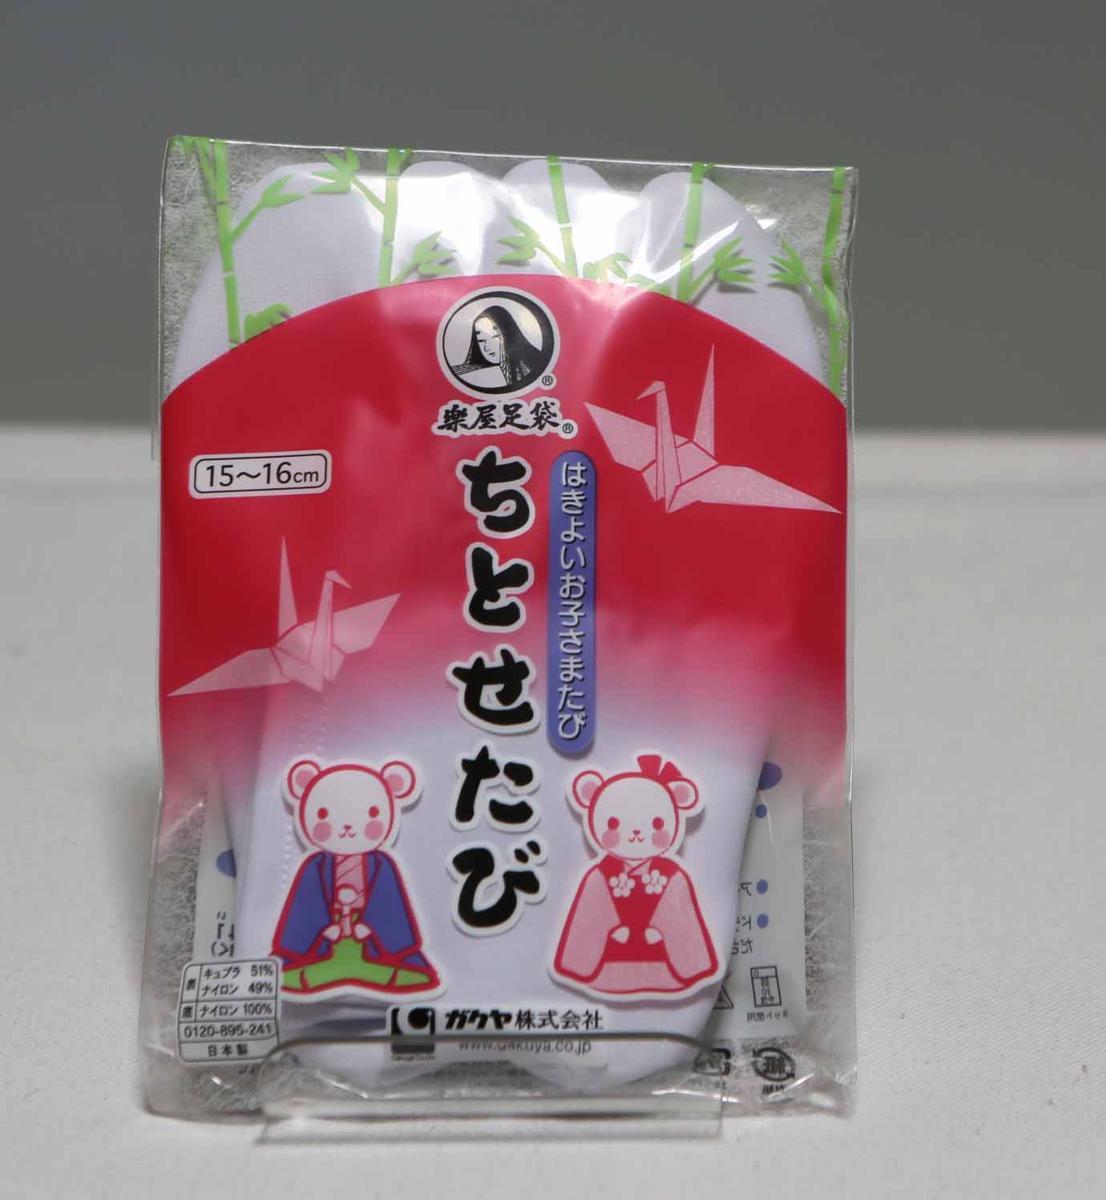 ®
楽屋足袋®
15～16cm
はきよいお子さまたび
ちとせたび
表 キュプラ 51%
ナイロン 49%
底 ナイロン 100%
0120-895-241
日本製
ガクヤ株式会社
www.gakuya.co.jp